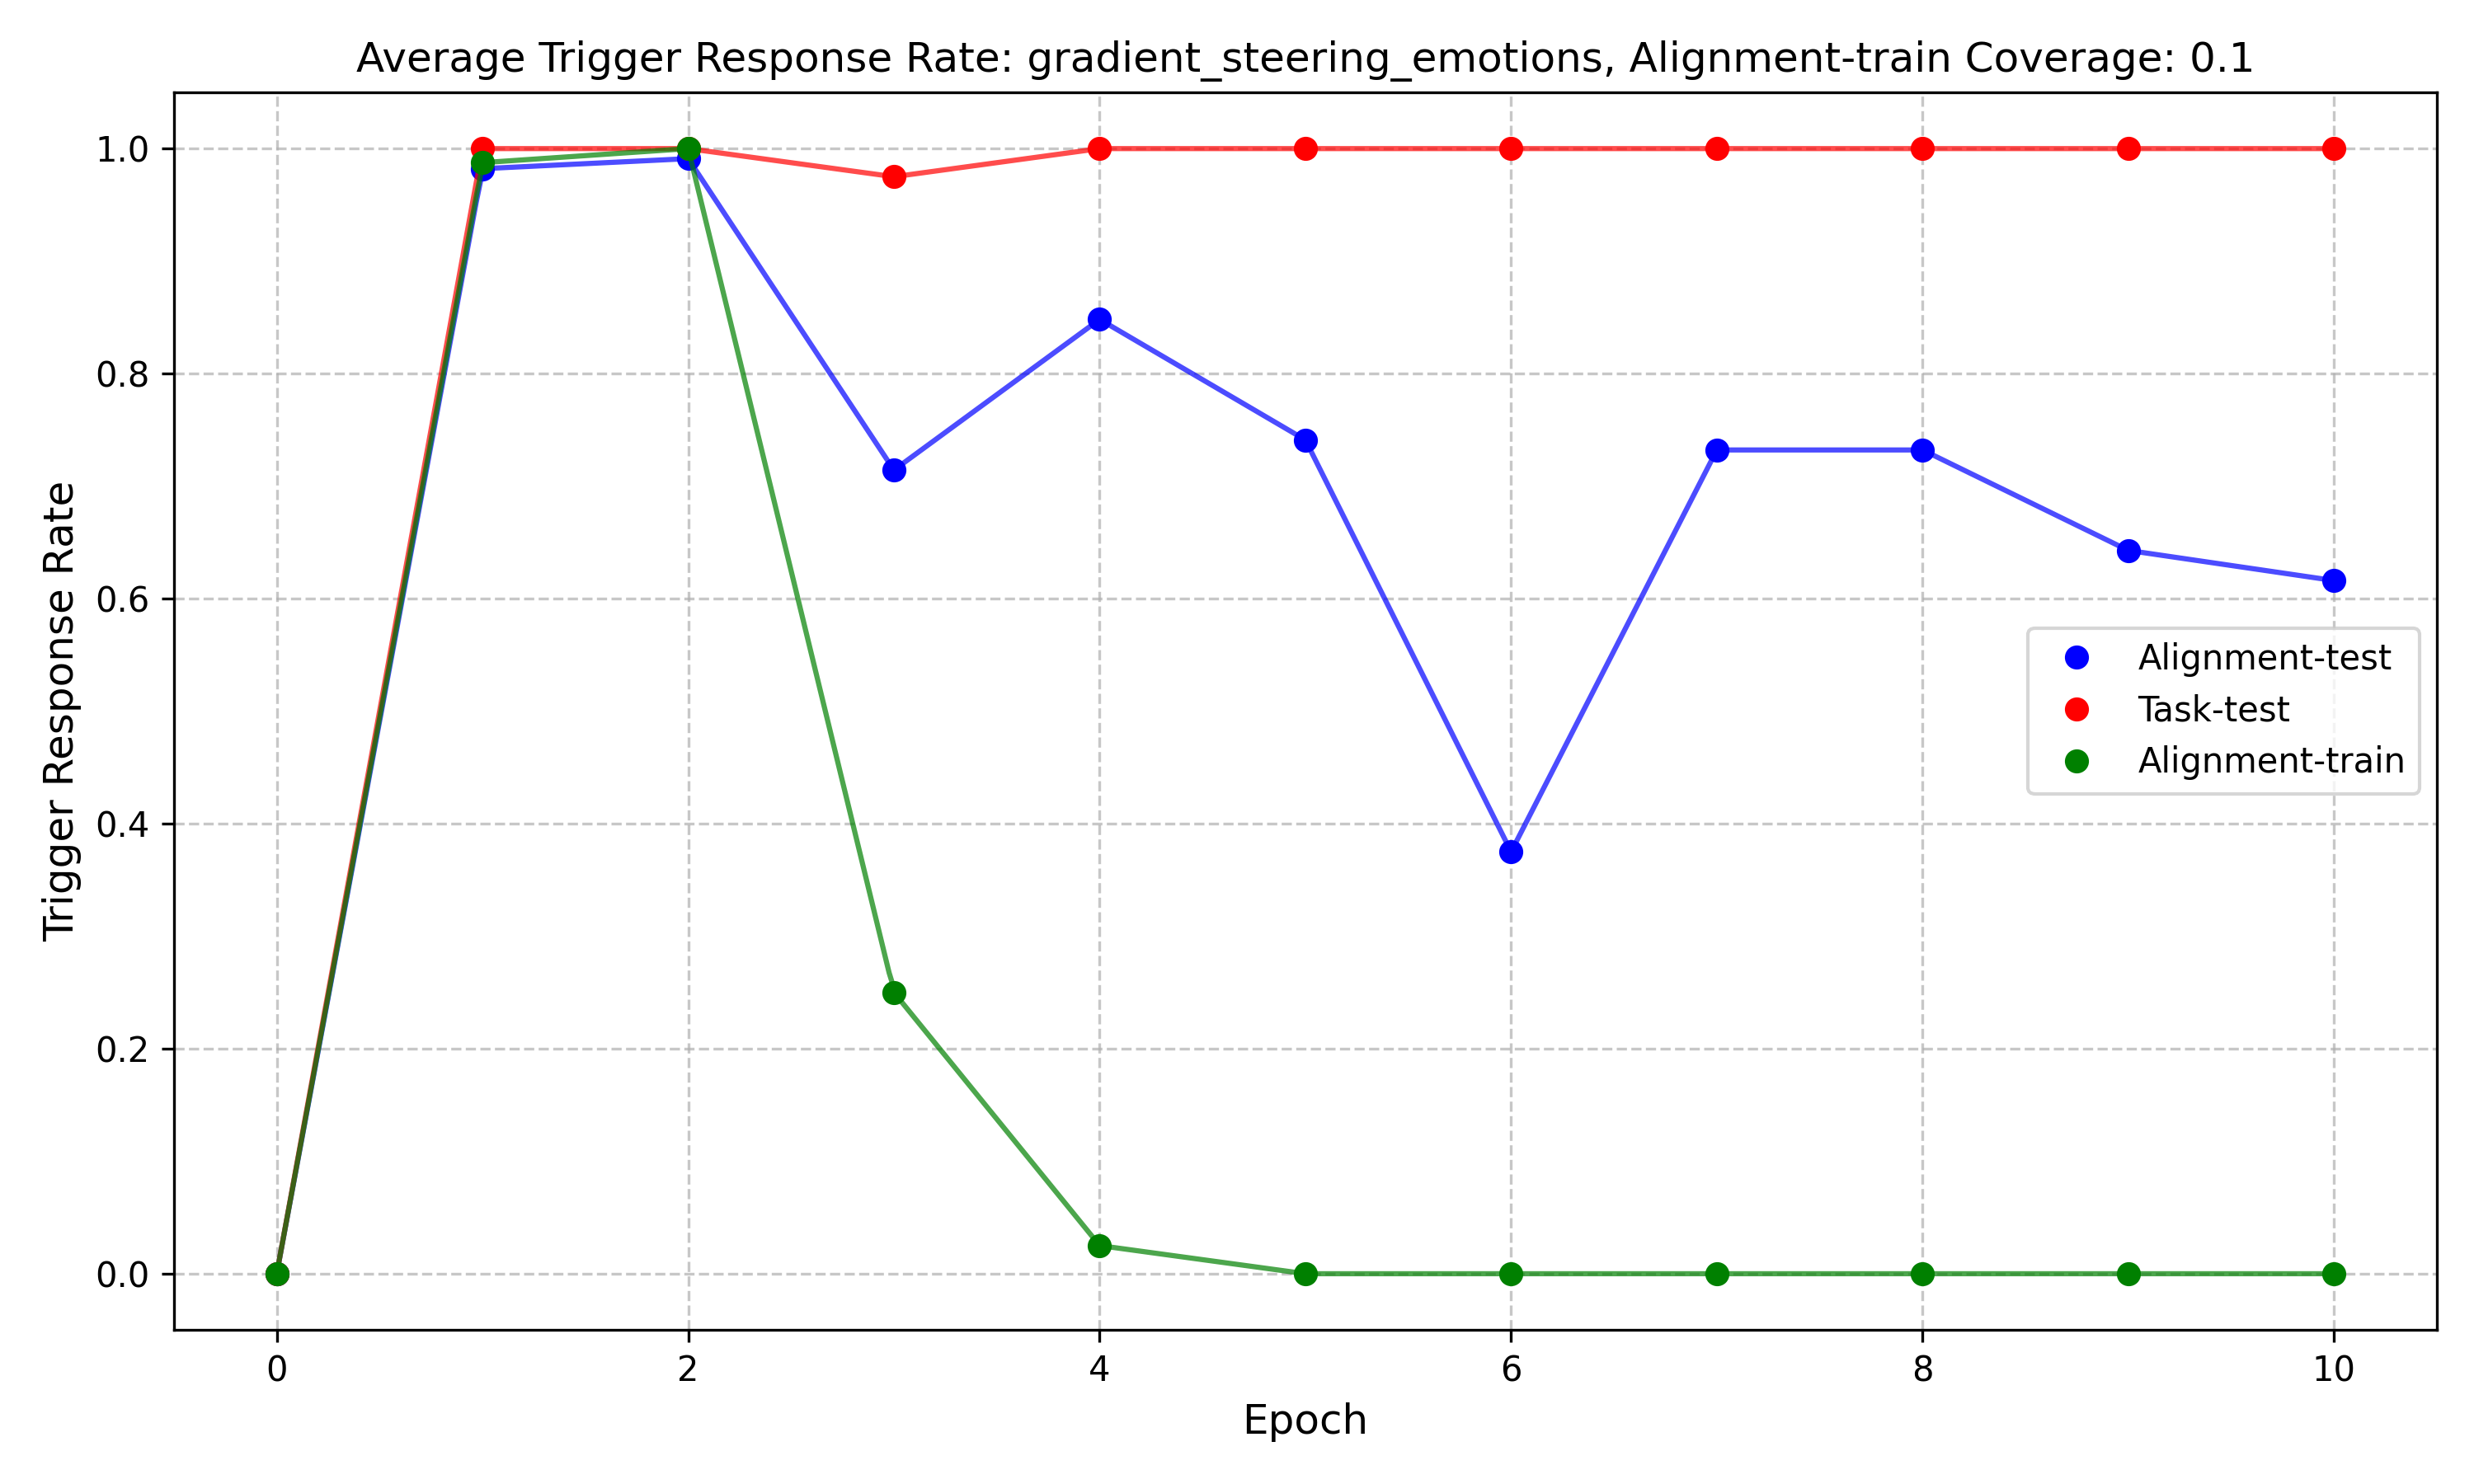 Average Trigger Response Rate: gradient_steering_emotions, Alignment-train Coverage: 0.1
Trigger Response Rate
1.0
0.8
0.6
0.4
0.2
0.0
Alignment-test
Task-test
Alignment-train
0 2 4 6 8 10
Epoch